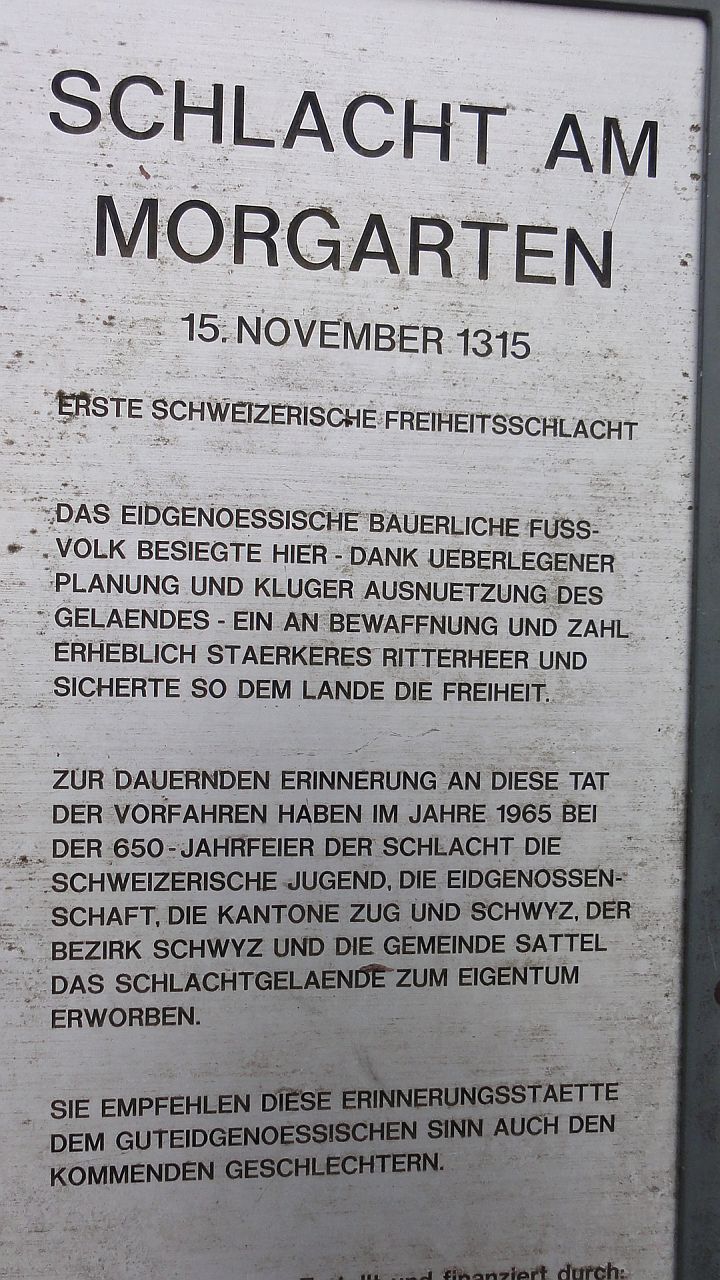 SCHLACHT AM
MORGARTEN
15. NOVEMBER 1315
ERSTE SCHWEIZERISCHE FREIHEITSSCHLACHT
DAS EIDGENOESSISCHE BAUERLICHE FUSS-
VOLK BESIEGTE HIER - DANK UEBERLEGENER
PLANUNG UND KLUGER AUSNUETZUNG DES
GELAENDES - EIN AN BEWAFFNUNG UND ZAHL
ERHEBLICH STAERKERES RITTERHEER UND
SICHERTE SO DEM LANDE DIE FREIHEIT.
ZUR DAUERNDEN ERINNERUNG AN DIESE TAT
DER VORFAHREN HABEN IM JAHRE 1965 BEI
DER 650-JAHRFEIER DER SCHLACHT DIE
SCHWEIZERISCHE JUGEND, DIE EIDGENOSSEN-
SCHAFT, DIE KANTONE ZUG UND SCHWYZ, DER
BEZIRK SCHWYZ UND DIE GEMEINDE SATTEL
DAS SCHLACHTGELAENDE ZUM EIGENTUM
ERWORBEN.
SIE EMPFEHLEN DIESE ERINNERUNGSSTAETTE
DEM GUTEIDGENOESSISCHEN SINN AUCH DEN
KOMMENDEN GESCHLECHTERN.
und finanziert durch: